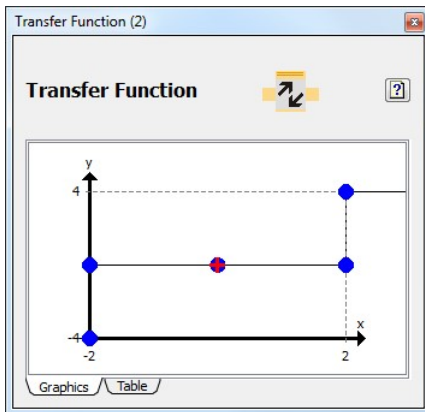 Transfer Function (2)
Transfer Function
y
4
-4
x
-2
2
Graphics
Table